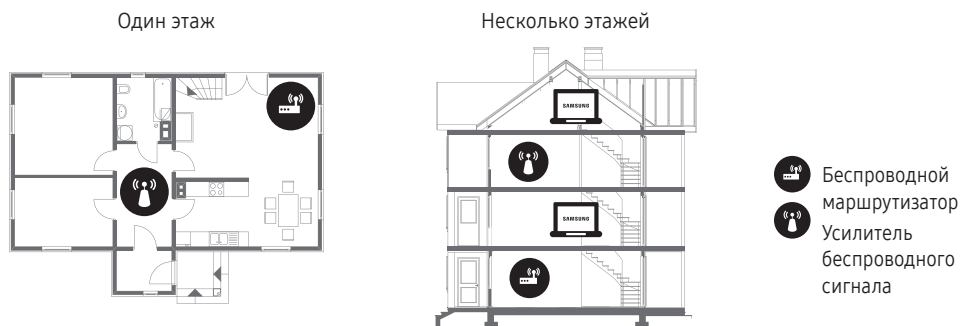 Один этаж
Несколько этажей
SAMSUNG
SAMSUNG
Беспроводной
маршрутизатор
Усилитель
беспроводного
сигнала